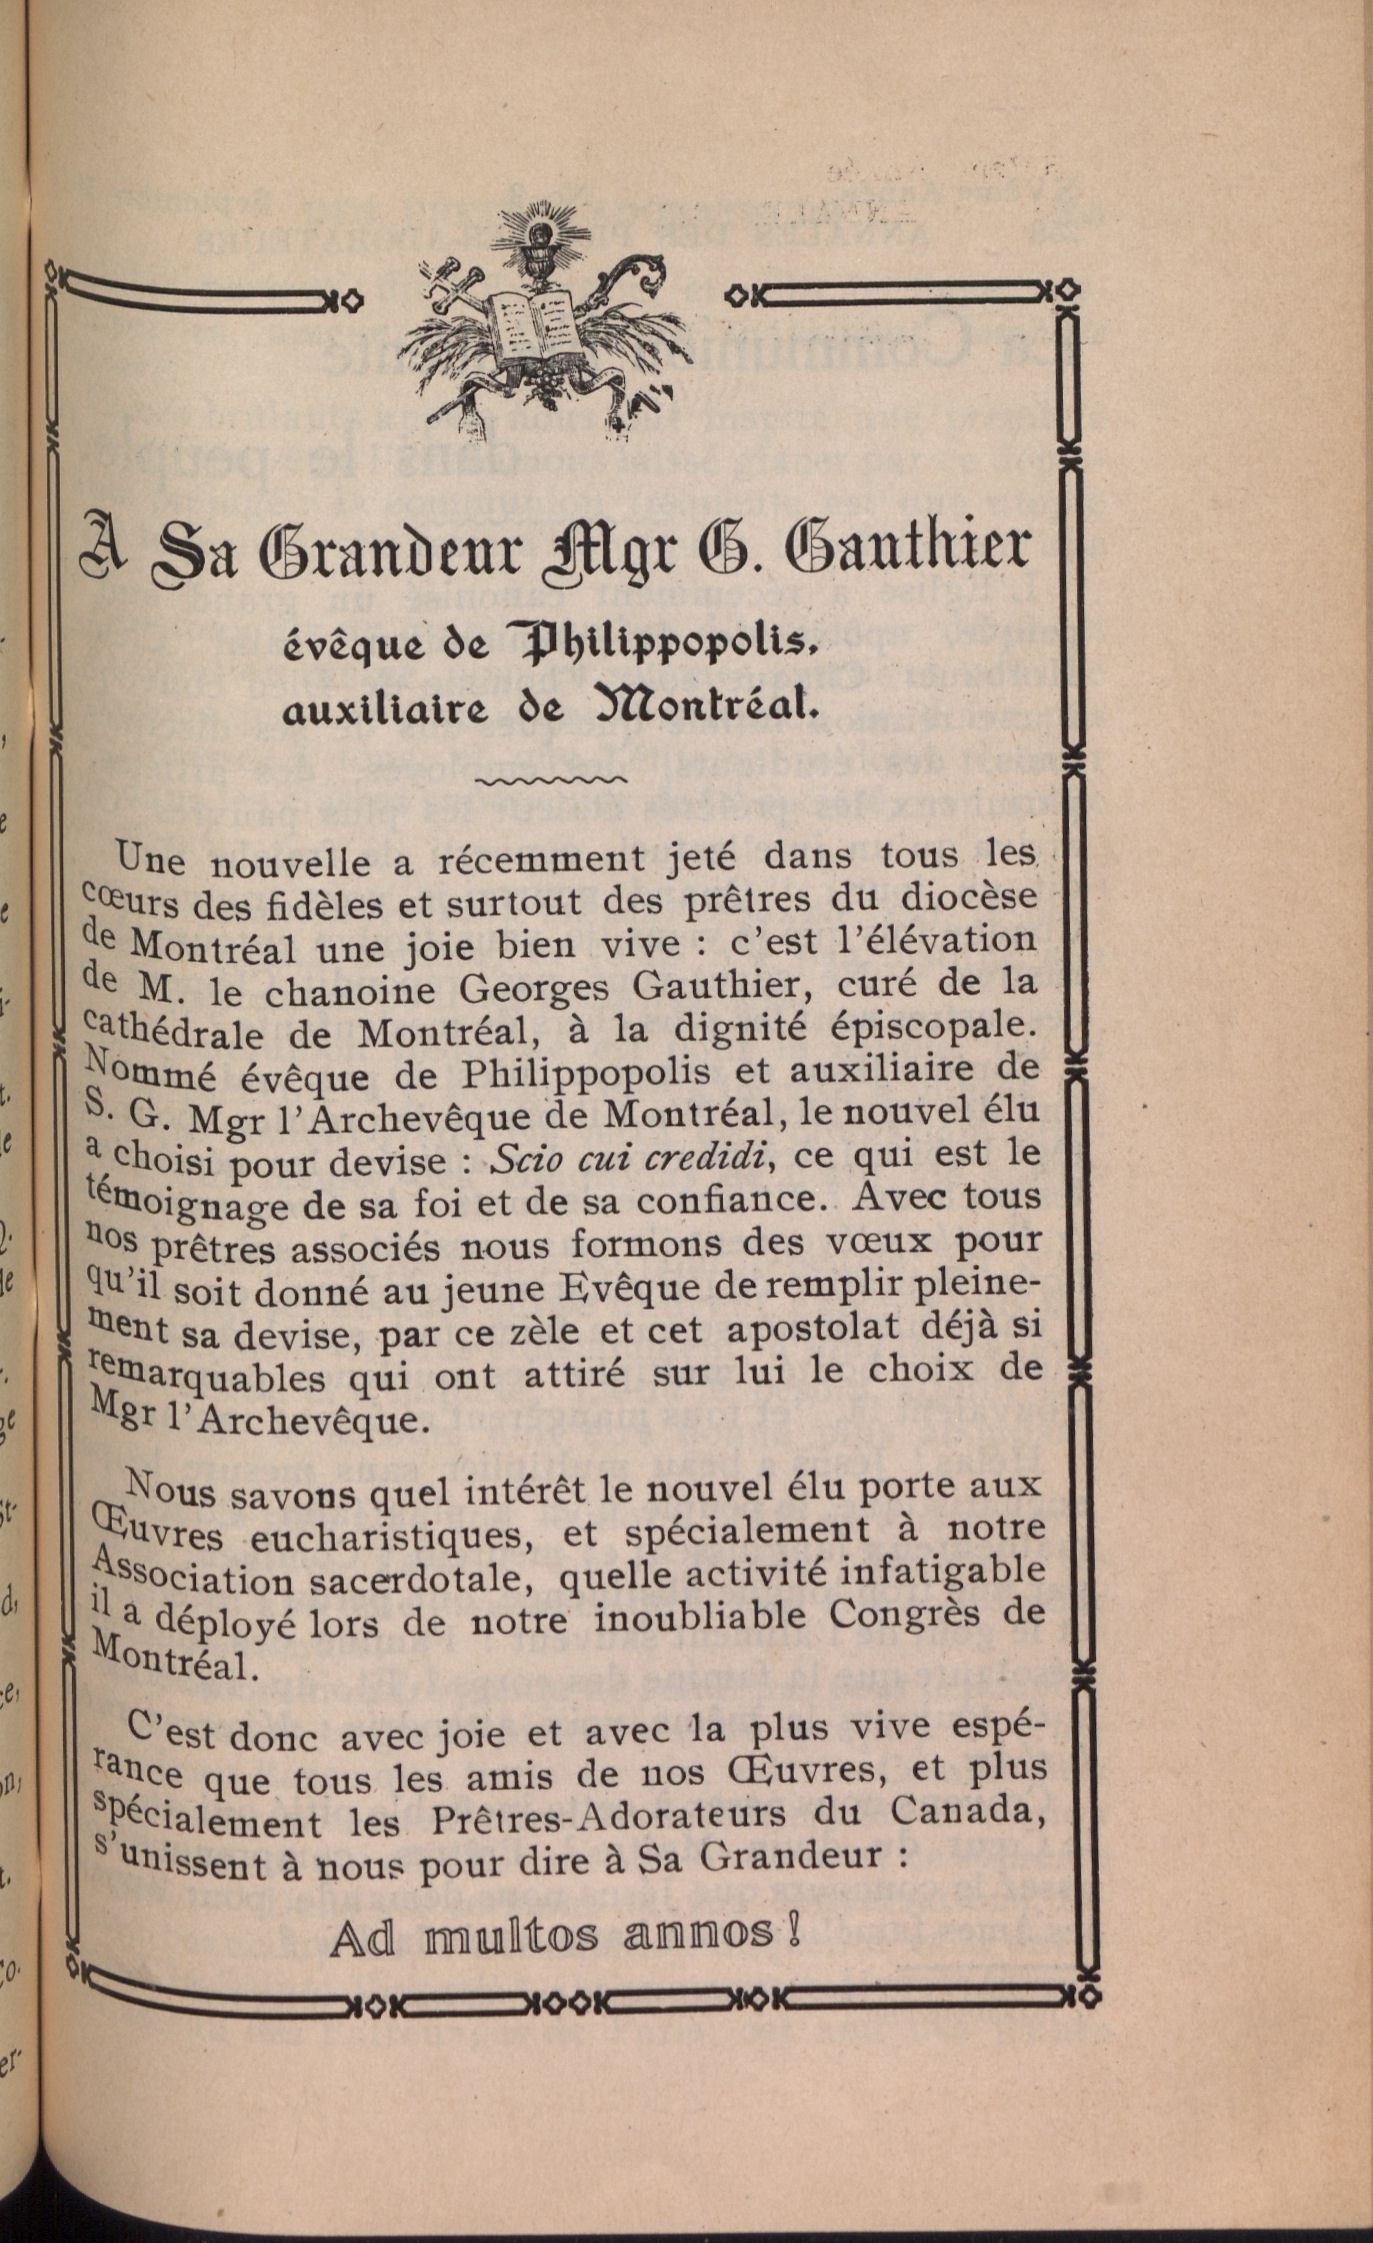 A Sa Grandeur Mgr G. Gauthier
évêque de Philippopolis.
auxiliaire de Montréal.
Une nouvelle a récemment jeté dans tous les
cœurs des fidèles et surtout des prêtres du diocèse
de Montréal une joie bien vive : c'est l'élévation
de M. le chanoine Georges Gauthier, curé de la
cathédrale de Montréal, à la dignité épiscopale.
Nommé évêque de Philippopolis et auxiliaire de
S. G. Mgr l'Archevêque de Montréal, le nouvel élu
a choisi pour devise : Scio cui credidi, ce qui est le
témoignage de sa foi et de sa confiance. Avec tous
nos prêtres associés nous formons des vœux pour
qu'il soit donné au jeune Evêque de remplir pleine-
ment sa devise, par ce zèle et cet apostolat déjà si
remarquables qui ont attiré sur lui le choix de
Mgr l'Archevêque.
Nous savons quel intérêt le nouvel élu porte aux
Œuvres eucharistiques, et spécialement à notre
Association sacerdotale, quelle activité infatigable
il a déployé lors de notre inoubliable Congrès de
Montréal.
C'est donc avec joie et avec la plus vive espé-
rance que tous les amis de nos Œuvres, et plus
spécialement les Prêtres-Adorateurs du Canada,
s'unissent à nous pour dire à Sa Grandeur :
Ad multos annos !